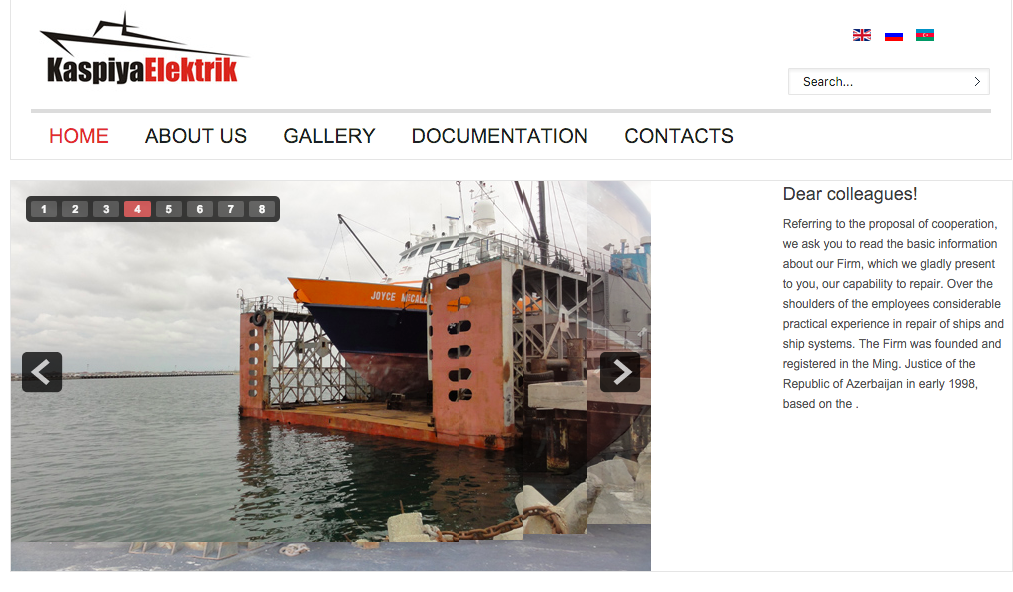 KaspiyaElektrik
Search...
HOME ABOUT US GALLERY DOCUMENTATION CONTACTS
1 2 3 4 5 6 7 8
JOYCE
Dear colleagues!
Referring to the proposal of cooperation,
we ask you to read the basic information
about our Firm, which we gladly present
to you, our capability to repair. Over the
shoulders of the employees considerable
practical experience in repair of ships and
ship systems. The Firm was founded and
registered in the Ming. Justice of the
Republic of Azerbaijan in early 1998,
based on the .